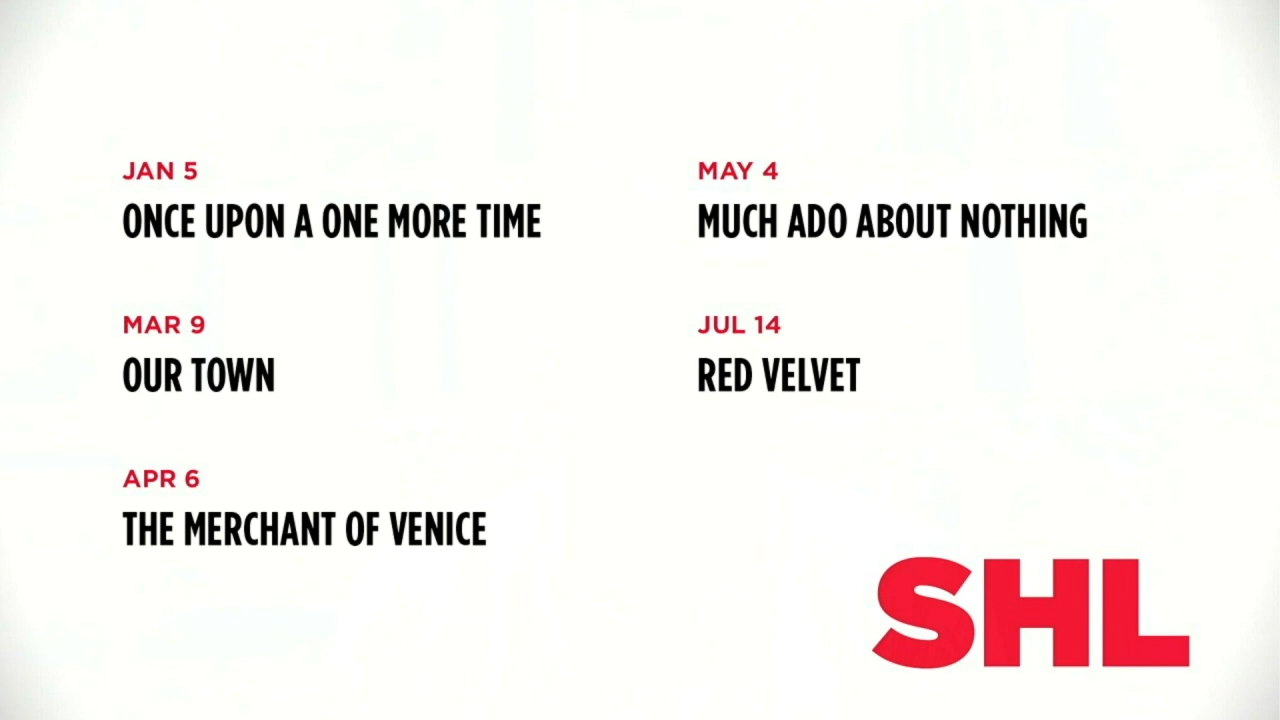 JAN 5
ONCE UPON A ONE MORE TIME
MAR 9
OUR TOWN
APR 6
THE MERCHANT OF VENICE
MAY 4
MUCH ADO ABOUT NOTHING
JUL 14
RED VELVET
SHL